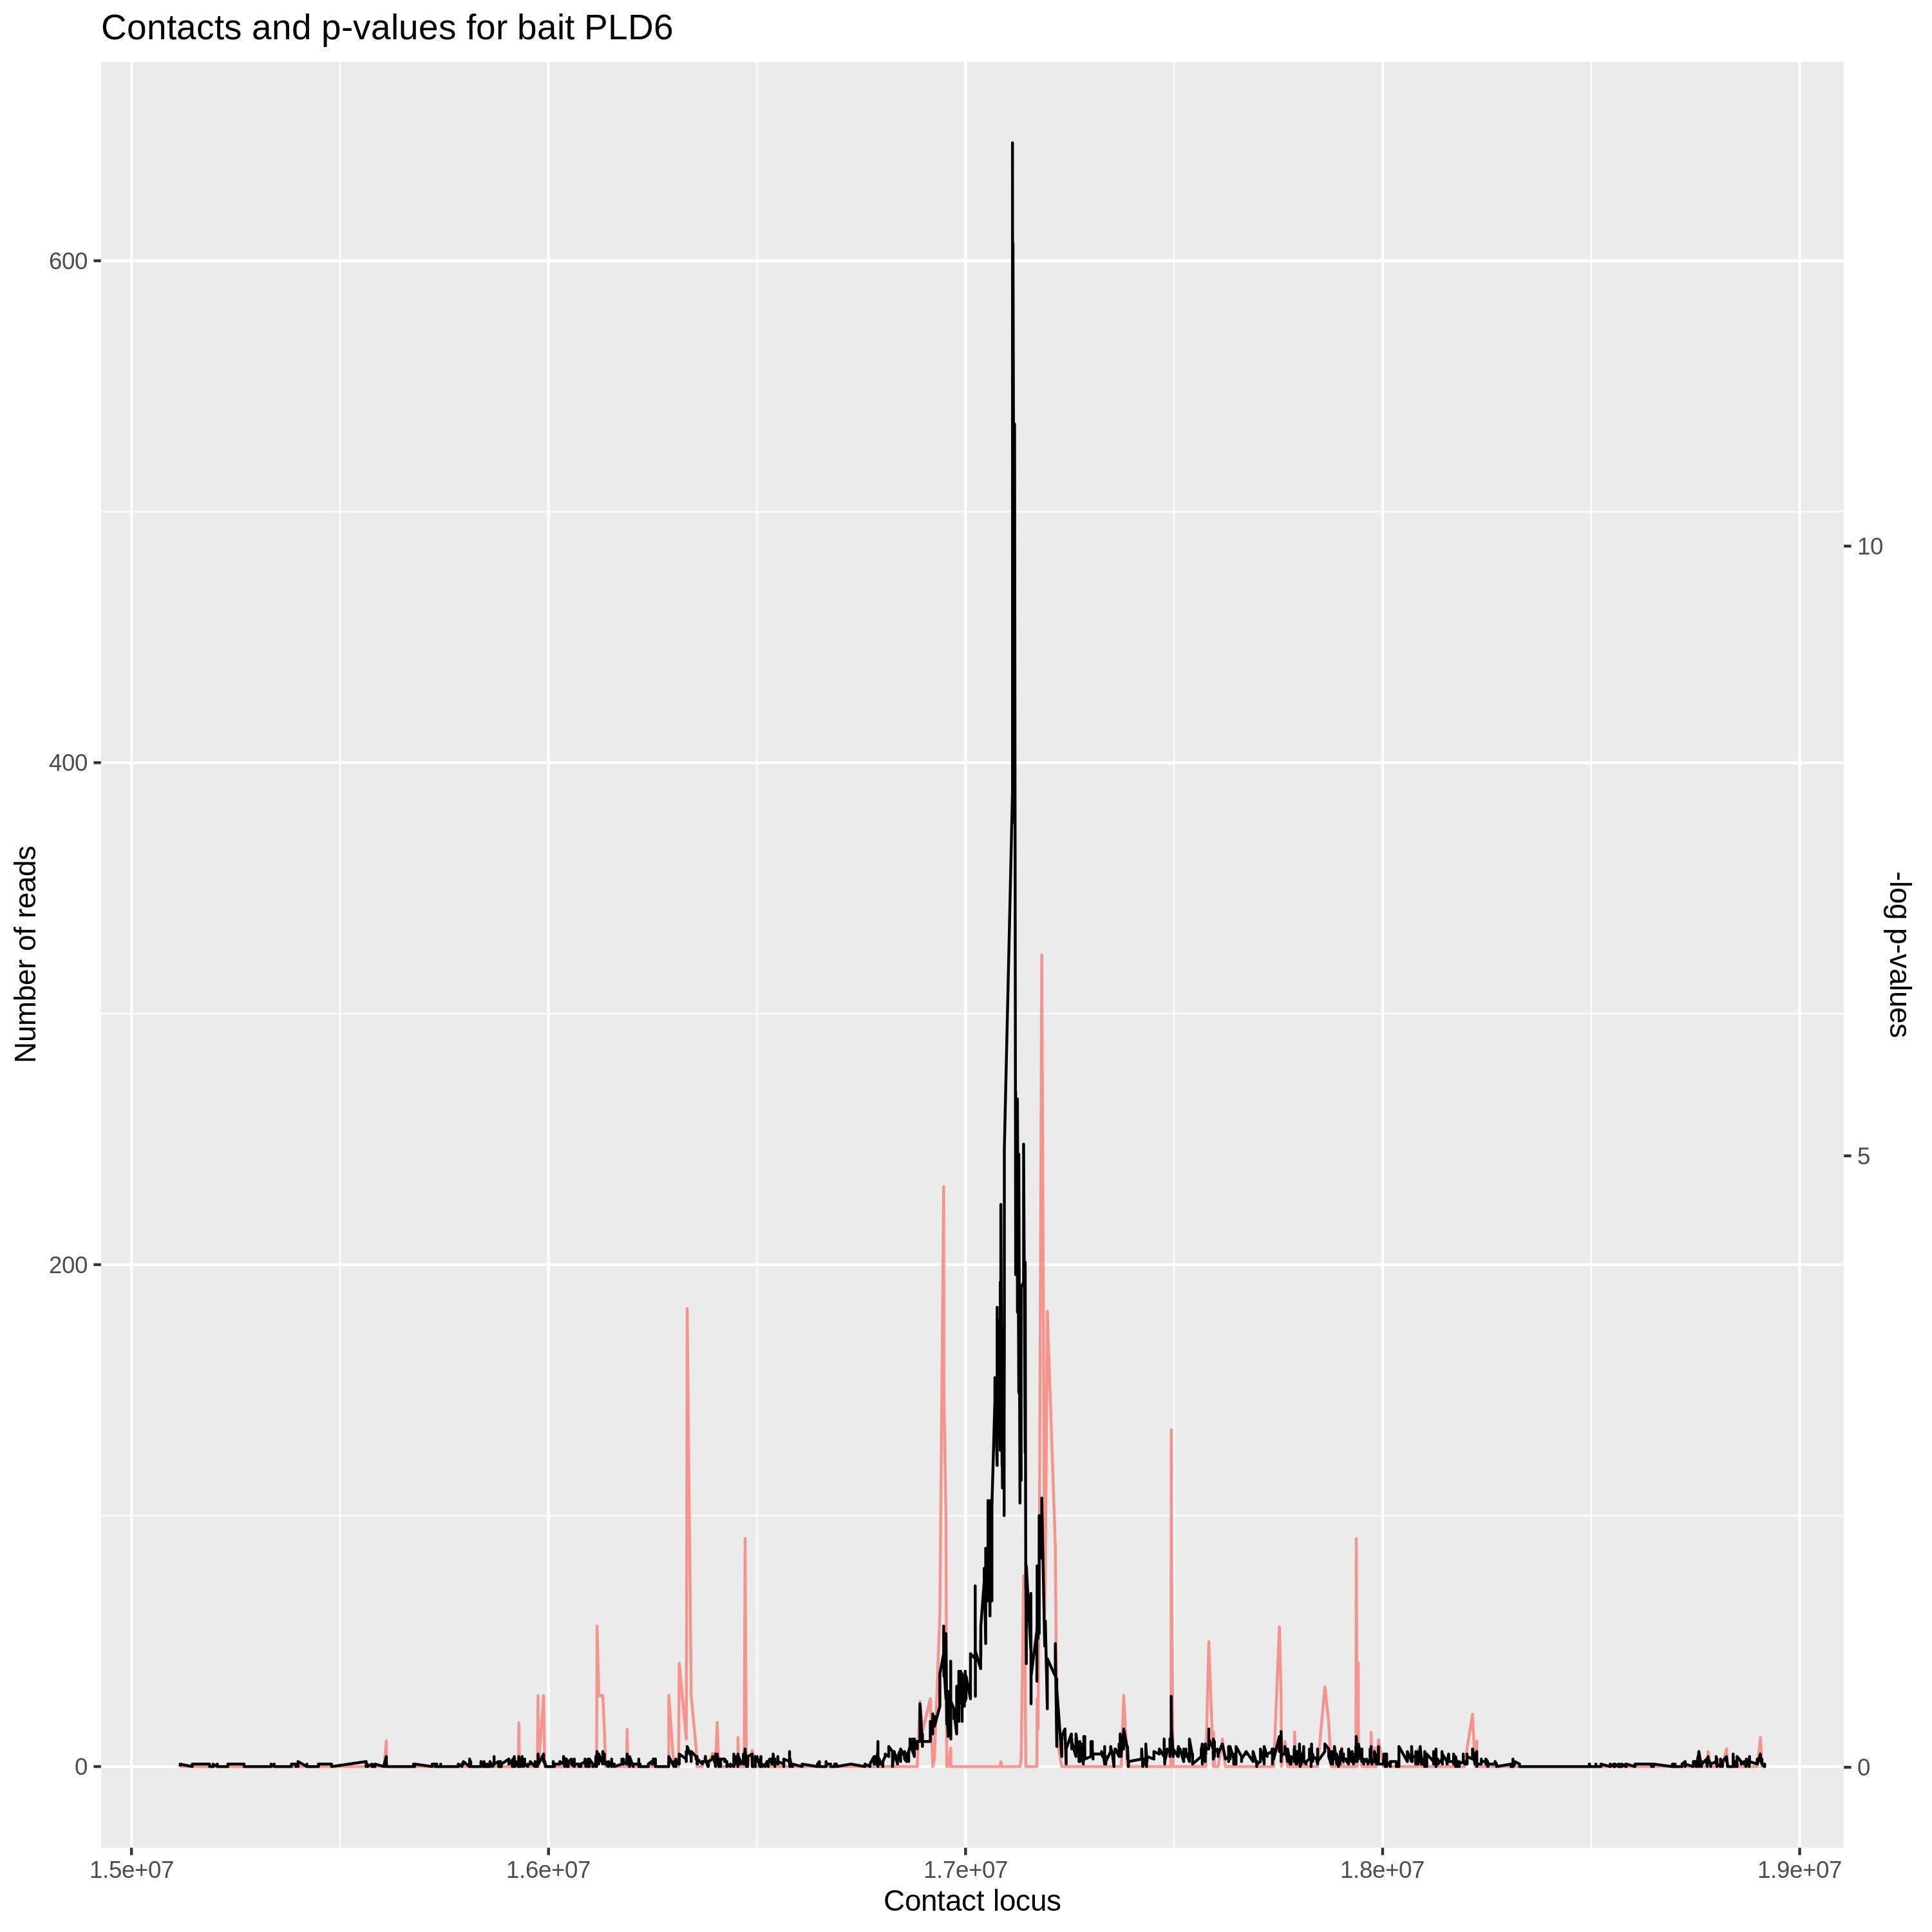 Contacts and p-values for bait PLD6
Number of reads
600
400
200
0
-log p-values
10
5
0
1.5e+07
1.6e+07
1.7e+07
1.8e+07
1.9e+07
Contact locus